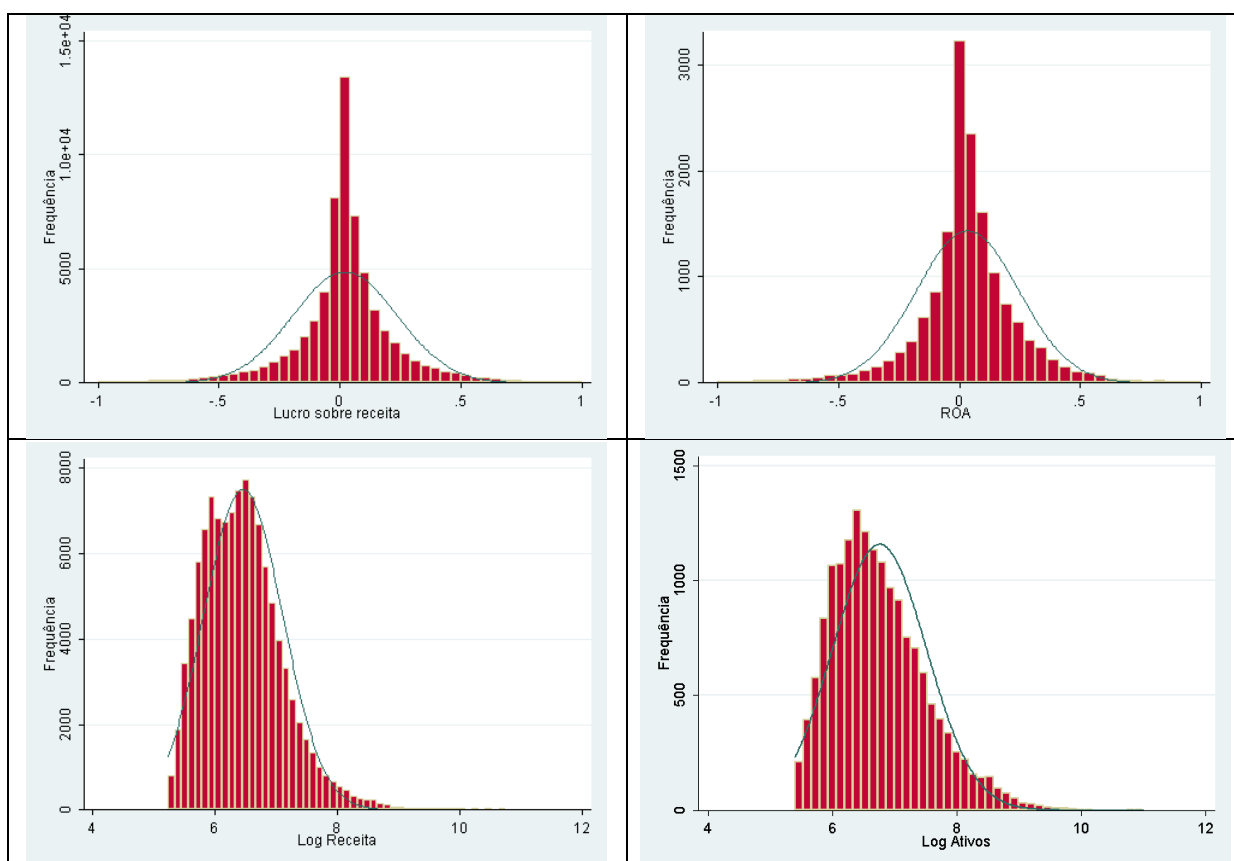 Frequência
1.5e+04
1.0e+04
5000
0
-1 -.5 0 .5 1
Lucro sobre receita
Frequência
3000
2000
1000
0
-1 -.5 0 .5 1
ROA
Frequência
8000
6000
4000
2000
0
4 6 8 10 12
Log Receita
Frequência
1500
1000
500
0
4 6 8 10 12
Log Ativos